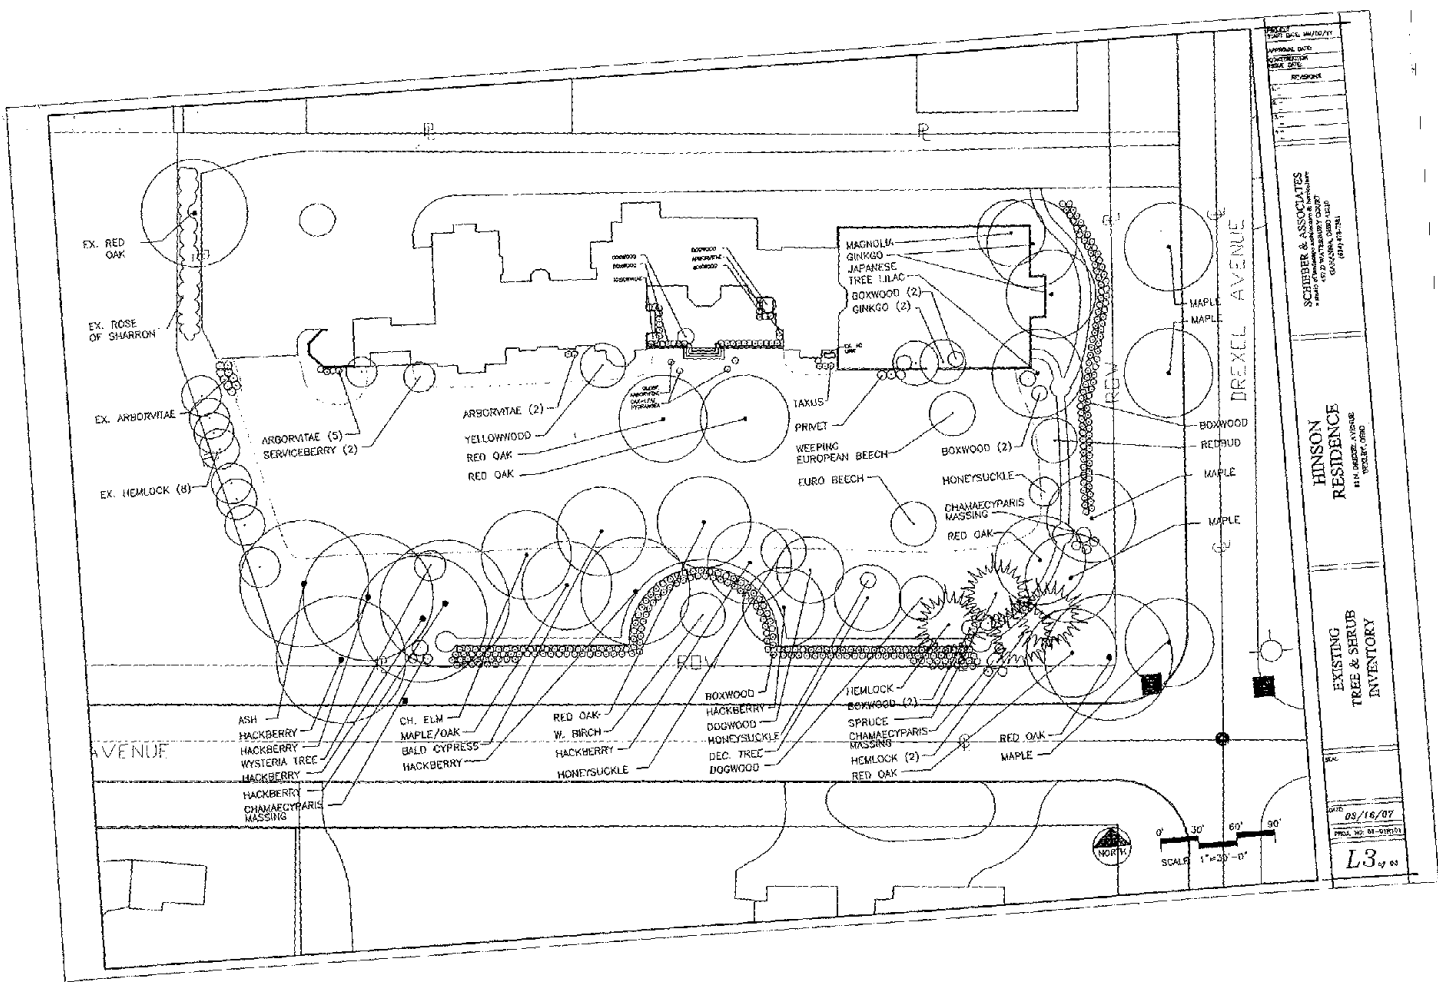 EX. RED
OAK
EX. ROSE
OF SHARRON
EX. ARBORVITAE
EX. HEMLOCK (8)
ARBORVITAE (5)
SERVICEBERRY (2)
ARBORVITAE (2)
YELLOWWOOD
RED OAK
RED OAK
BOXWOOD
BOXWOOD
ARBORVITAE
BOXWOOD
MAGNOLIA
GINKGO
JAPANESE
TREE LILAC
BOXWOOD (2)
GINKGO (2)
TAXUS
PRIVET
WEEPING
EUROPEAN BEECH
EURO BEECH
BOXWOOD (2)
HONEYSUCKLE
CHAMAECYPARIS
MASSING
RED OAK
MAPLE
MAPLE
BOXWOOD
REDBUD
MAPLE
MAPLE
ROW
DREXEL AVENUE
ROW
AVENUE
ASH
HACKBERRY
HACKBERRY
WYSTERIA TREE
HACKBERRY
HACKBERRY
CHAMAECYPARIS
MASSING
CH. ELM
MAPLE/OAK
BALD CYPRESS
HACKBERRY
RED OAK
W. BIRCH
HACKBERRY
HONEYSUCKLE
BOXWOOD
HACKBERRY
DOGWOOD
HONEYSUCKLE
DEC. TREE
DOGWOOD
HEMLOCK
BOXWOOD (2)
SPRUCE
CHAMAECYPARIS
MASSING
HEMLOCK (2)
RED OAK
RED OAK
MAPLE
NORTH
0' 30' 60' 90'
SCALE 1"=30'-0"
REVISIONS
SCHIEBER & ASSOCIATES
HINSON
RESIDENCE
EXISTING
TREE & SHRUB
INVENTORY
03/16/07
L3